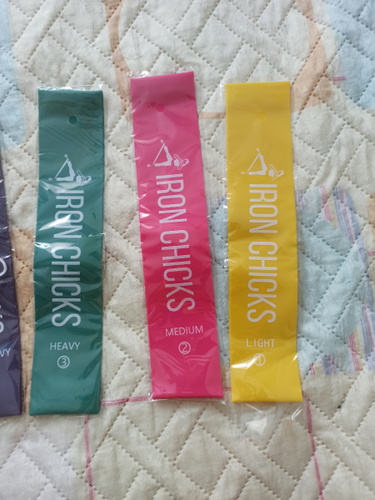 IRON CHICKS
HEAVY
3
IRON CHICKS
MEDIUM
2
IRON CHICKS
LIGHT
1